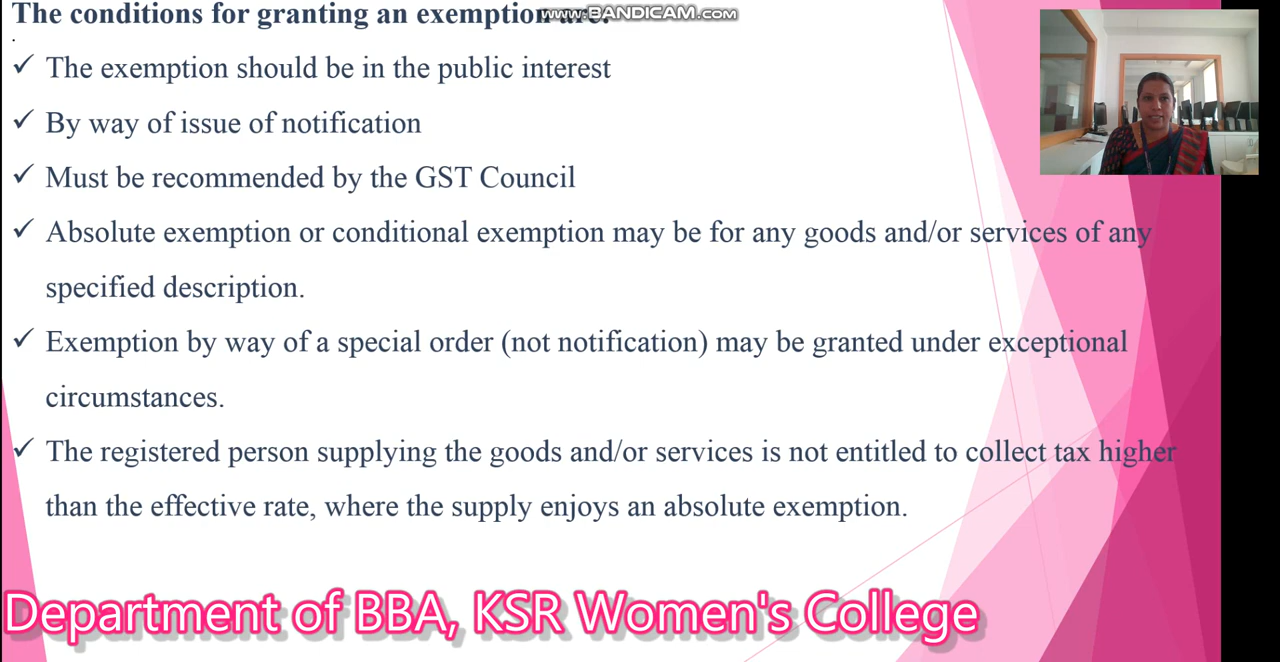 The conditions for granting an exemption are:
www.BANDICAM.com
.
✓ The exemption should be in the public interest
✓ By way of issue of notification
✓ Must be recommended by the GST Council
✓ Absolute exemption or conditional exemption may be for any goods and/or services of any
specified description.
✓ Exemption by way of a special order (not notification) may be granted under exceptional
circumstances.
✓ The registered person supplying the goods and/or services is not entitled to collect tax higher
than the effective rate, where the supply enjoys an absolute exemption.
Department of BBA, KSR Women's College